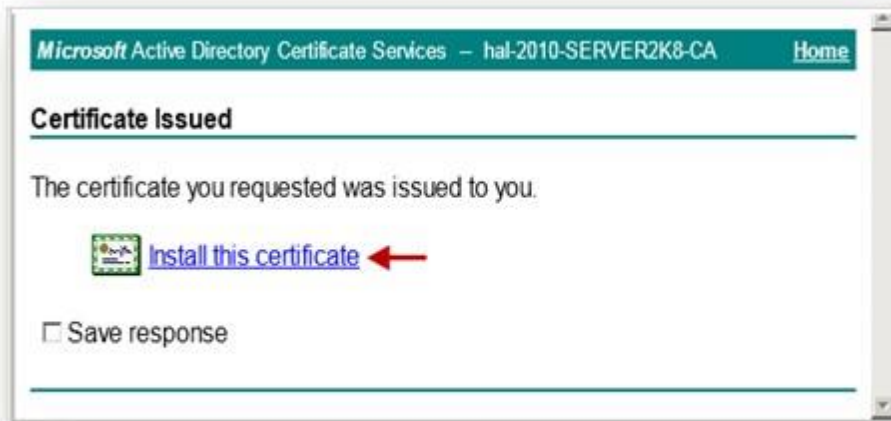 Microsoft Active Directory Certificate Services -- hal-2010-SERVER2K8-CA Home
Certificate Issued
The certificate you requested was issued to you.
Install this certificate
Save response